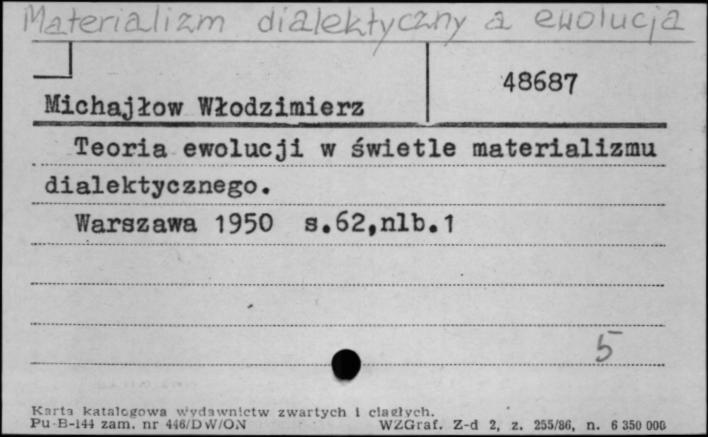 Materializm dialektyczny a ewolucja
48687
Michajłow Włodzimierz
Teoria ewolucji w świetle materializmu
dialektycznego.
Warszawa 1950 s.62,nlb.1
5
Karta katalogowa wydawnictw zwartych i ciągłych.
Pu-B-144 zam. nr 446/DW/ON WZGraf. Z-d 2, z. 255/86, n. 6 350 000